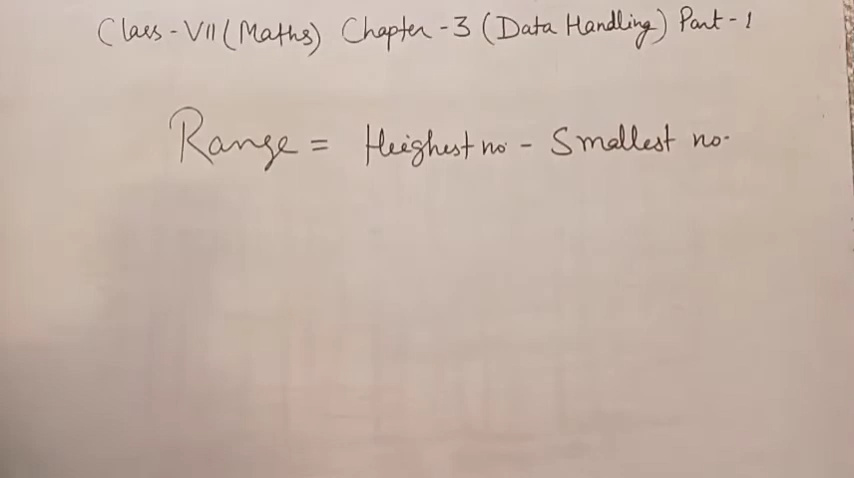 Class - VII (Maths) Chapter - 3 (Data Handling) Part - 1
Range = Heighest no - Smallest no.